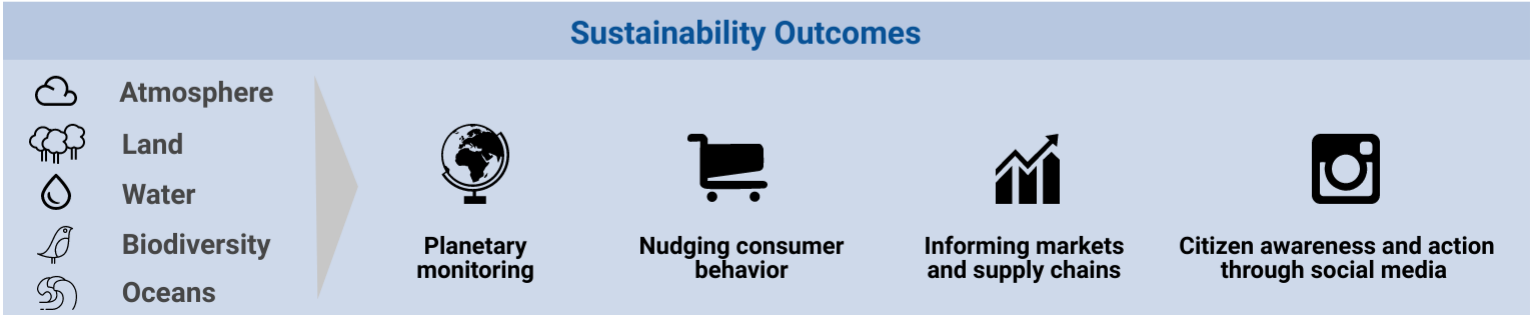 Sustainability Outcomes
Atmosphere
Land
Water
Biodiversity
Oceans
Planetary
monitoring
Nudging consumer
behavior
Informing markets
and supply chains
Citizen awareness and action
through social media